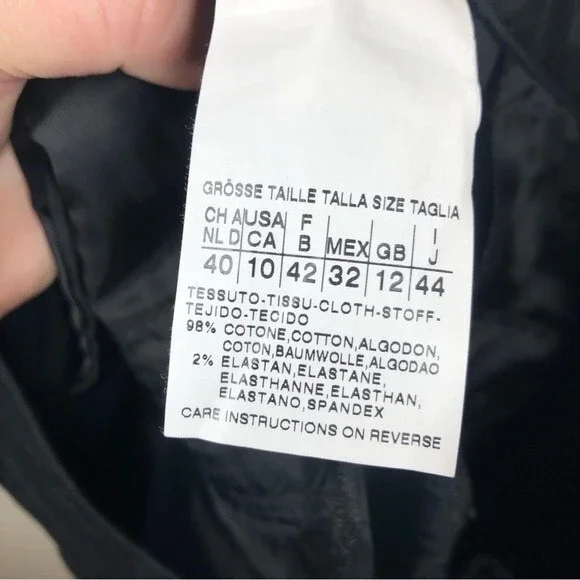 GRÖSSE TAILLE TALLA SIZE TAGLIA
CH A USA F I
NL D CA B MEX GB J
40 10 42 32 12 44
TESSUTO-TISSU-CLOTH-STOFF-
TEJIDO-TECIDO
98% COTONE,COTTON,ALGODON,
COTON,BAUMWOLLE,ALGODAO
2% ELASTAN,ELASTANE,
ELASTHANNE,ELASTHAN,
ELASTANO,SPANDEX
CARE INSTRUCTIONS ON REVERSE